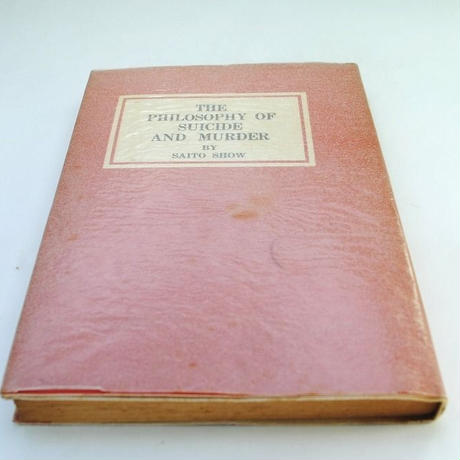 THE
PHILOSOPHY OF
SUICIDE
AND MURDER
BY
SAITO SHOW